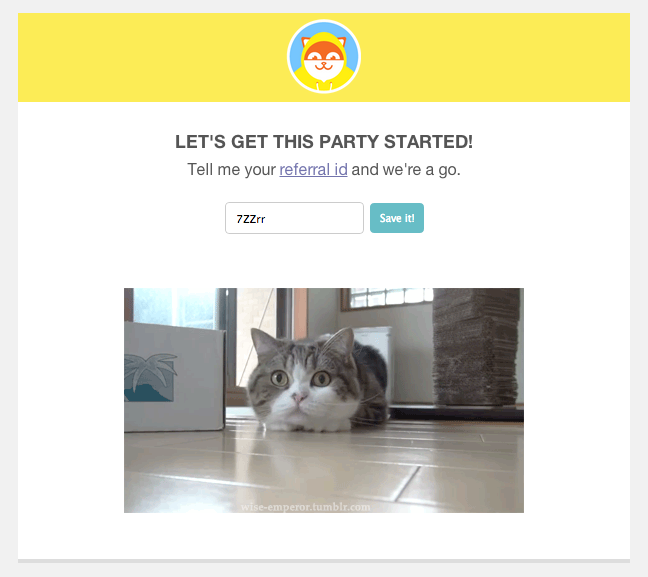 LET'S GET THIS PARTY STARTED!
Tell me your referral id and we're a go.
7ZZrr
Save it!
wise-emperor.tumblr.com